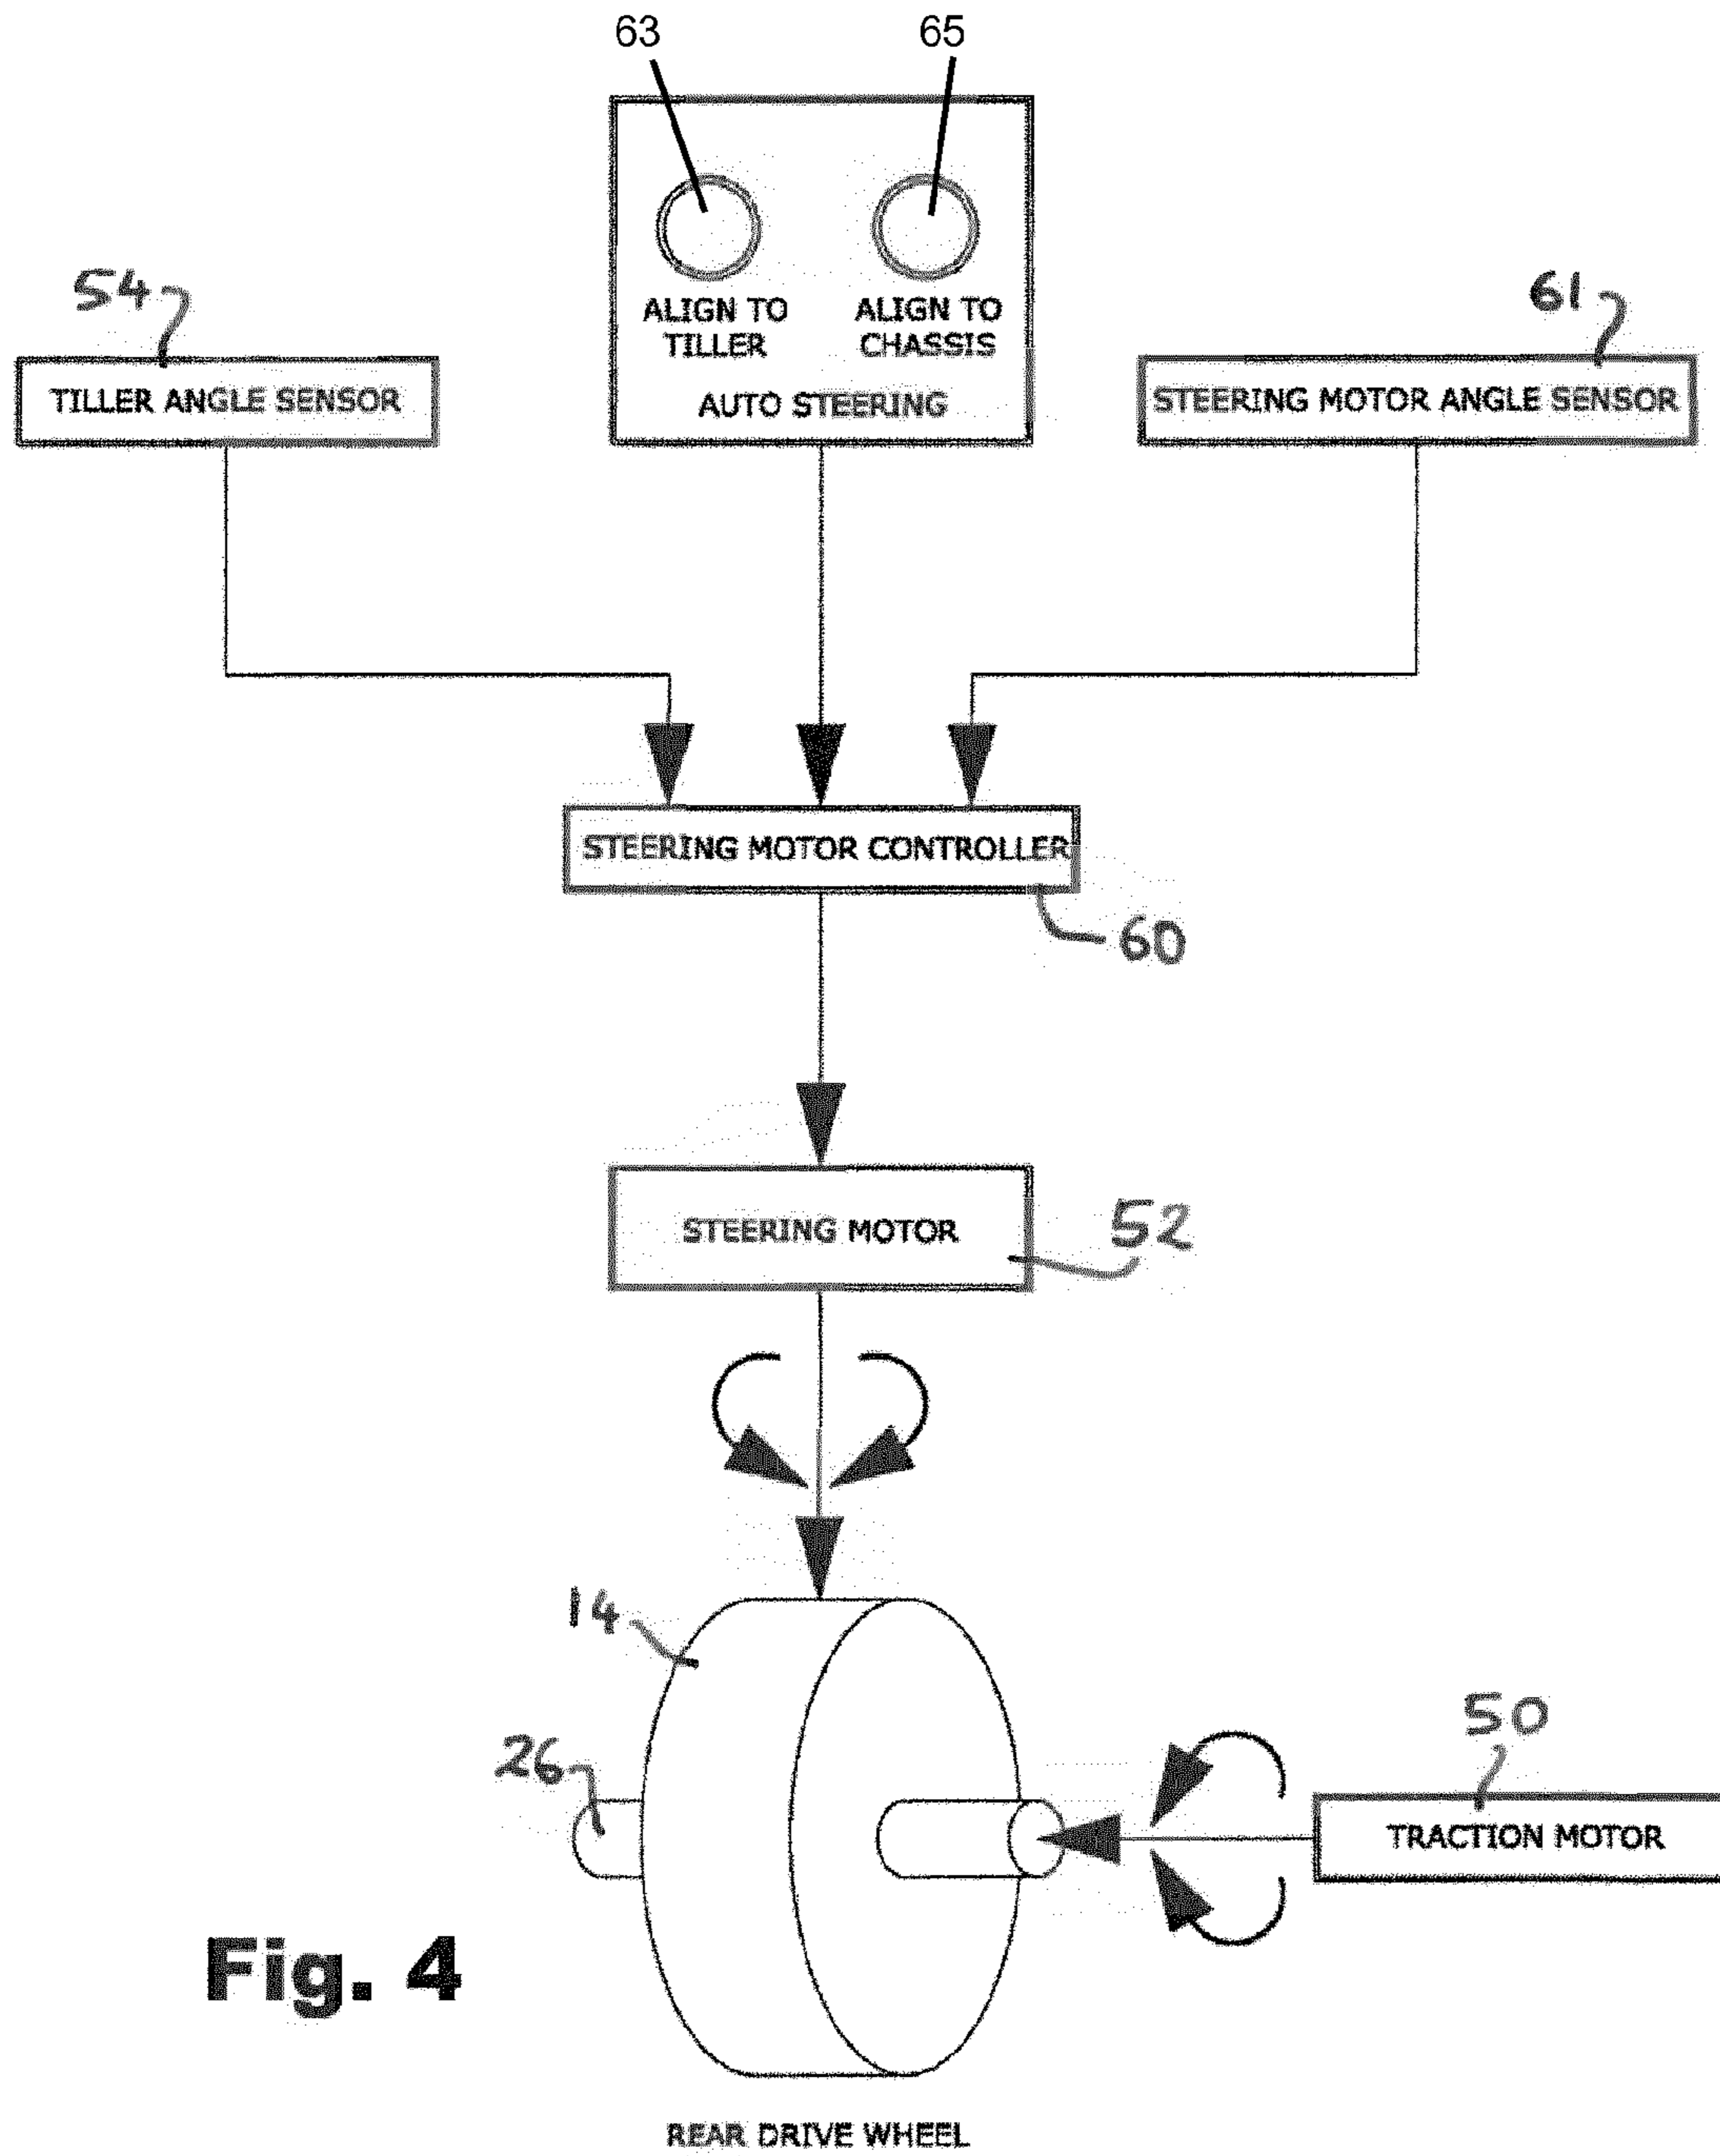 63
65
54
61
ALIGN TO
TILLER
ALIGN TO
CHASSIS
AUTO STEERING
TILLER ANGLE SENSOR
STEERING MOTOR ANGLE SENSOR
STEERING MOTOR CONTROLLER
60
STEERING MOTOR
52
14
26
50
TRACTION MOTOR
Fig. 4
REAR DRIVE WHEEL